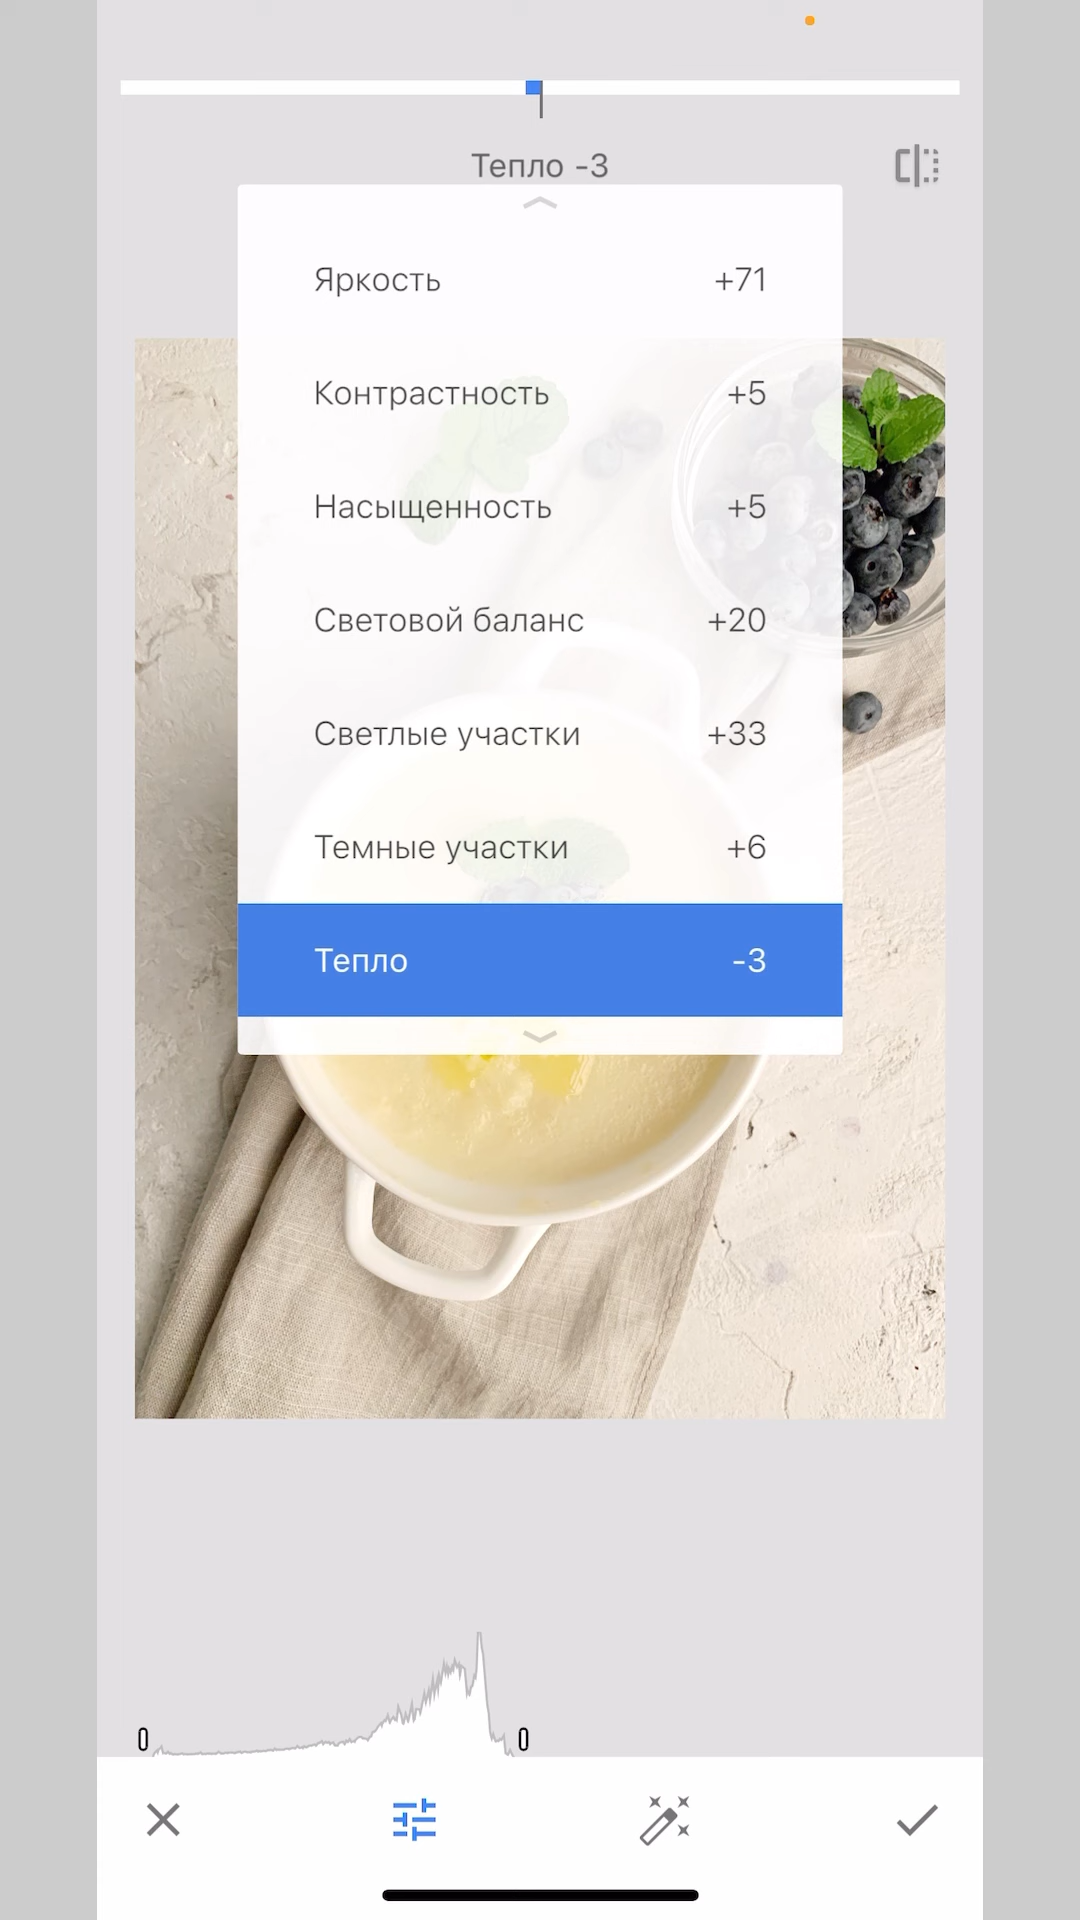 Тепло -3
Яркость +71
Контрастность +5
Насыщенность +5
Световой баланс +20
Светлые участки +33
Темные участки +6
Тепло -3
0 0